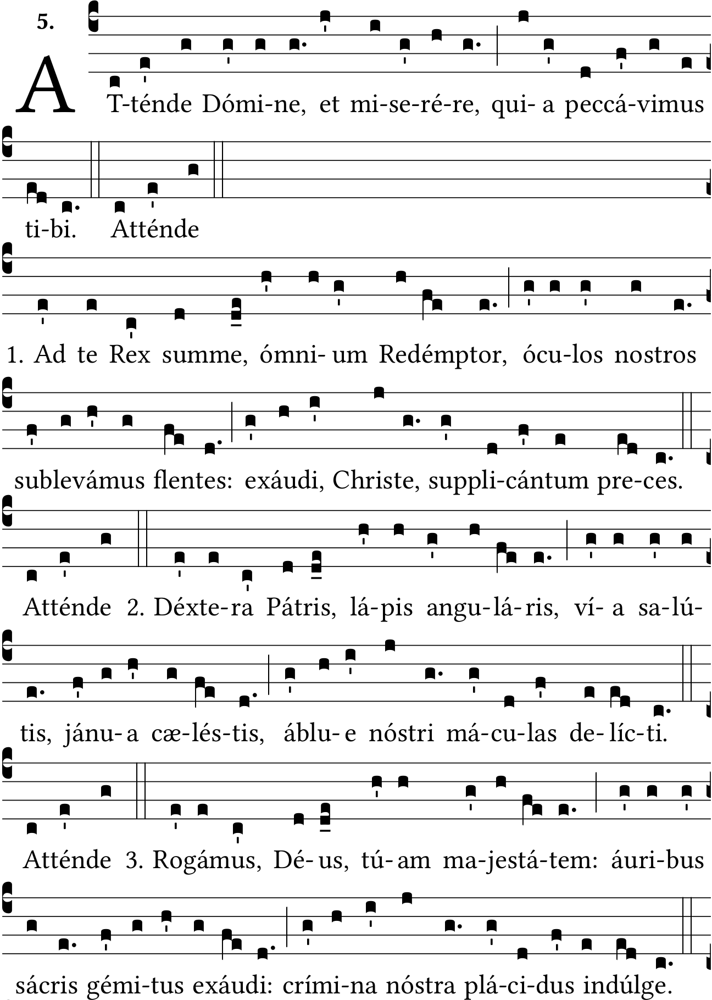 5.
AT-ténde Dómi-ne, et mi-se-ré-re, qui- a peccá-vimus
ti-bi. Atténde
1. Ad te Rex summe, ómni- um Redémptor, ócu-los nostros
sublevámus flentes: exáudi, Christe, suppli-cántum pre-ces.
Atténde 2. Déxte-ra Pátris, lá-pis angu-lá-ris, ví- a sa-lú-
tis, jánu-a cæ-lés-tis, áblu- e nóstri má-cu-las de-líc-ti.
Atténde 3. Rogámus, Dé-us, tú-am ma-jestá-tem: áuri-bus
sácris gémi-tus exáudi: crími-na nóstra plá-ci-dus indúlge.